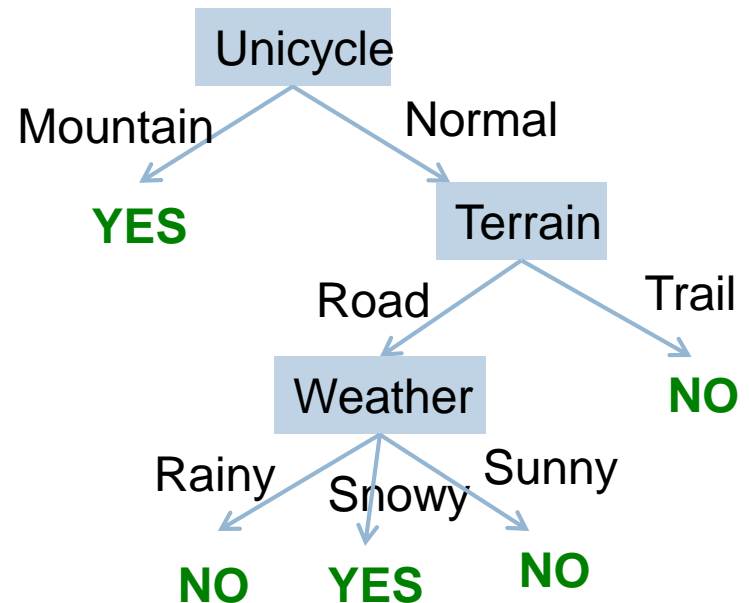 Unicycle
Mountain
Normal
YES
Terrain
Road
Trail
Weather
NO
Rainy
Snowy
Sunny
NO
YES
NO